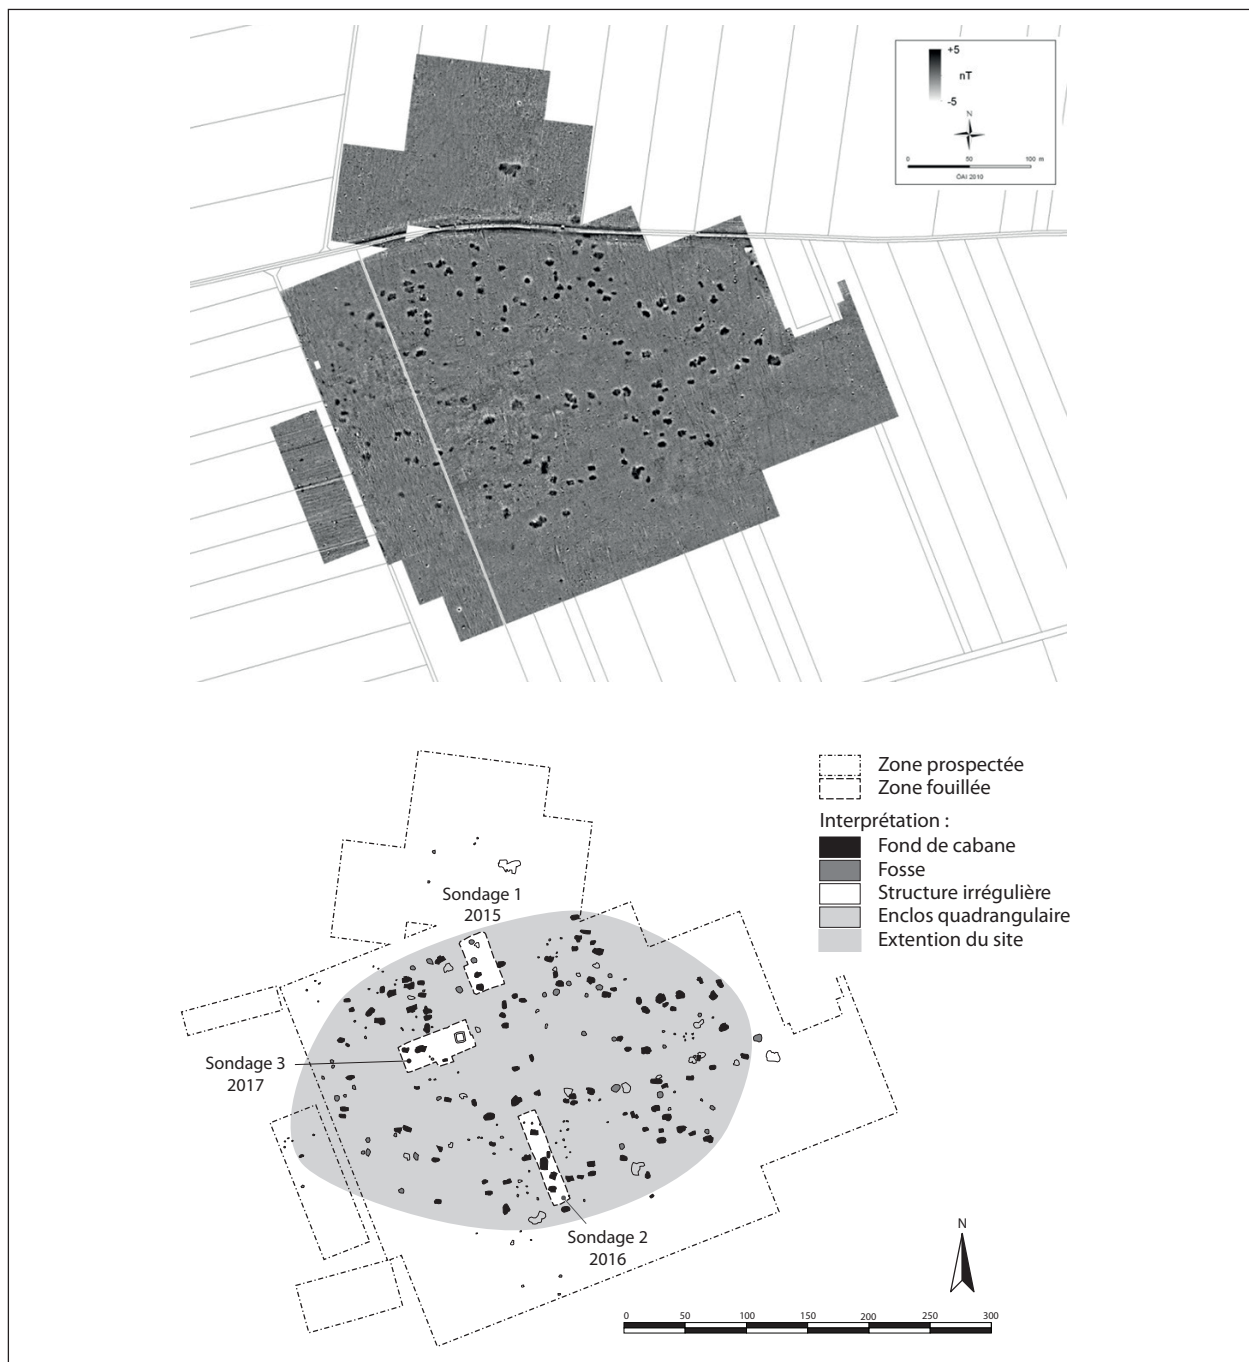 +5
nT
-5
N
0 50 100 m
ÖAI 2010
Zone prospectée
Zone fouillée
Interprétation :
Fond de cabane
Fosse
Structure irrégulière
Enclos quadrangulaire
Extention du site
Sondage 1
2015
Sondage 3
2017
Sondage 2
2016
N
0 50 100 150 200 250 300